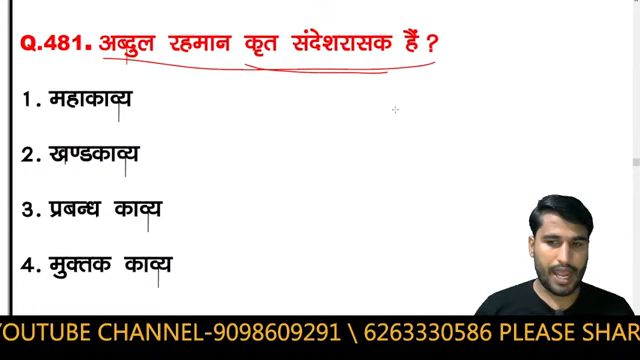 Q.481. अब्दुल रहमान कृत संदेशरासक हैं ?
1. महाकाव्य
2. खण्डकाव्य
3. प्रबन्ध काव्य
4. मुक्तक काव्य
YOUTUBE CHANNEL-9098609291 \ 6263330586 PLEASE SHAR